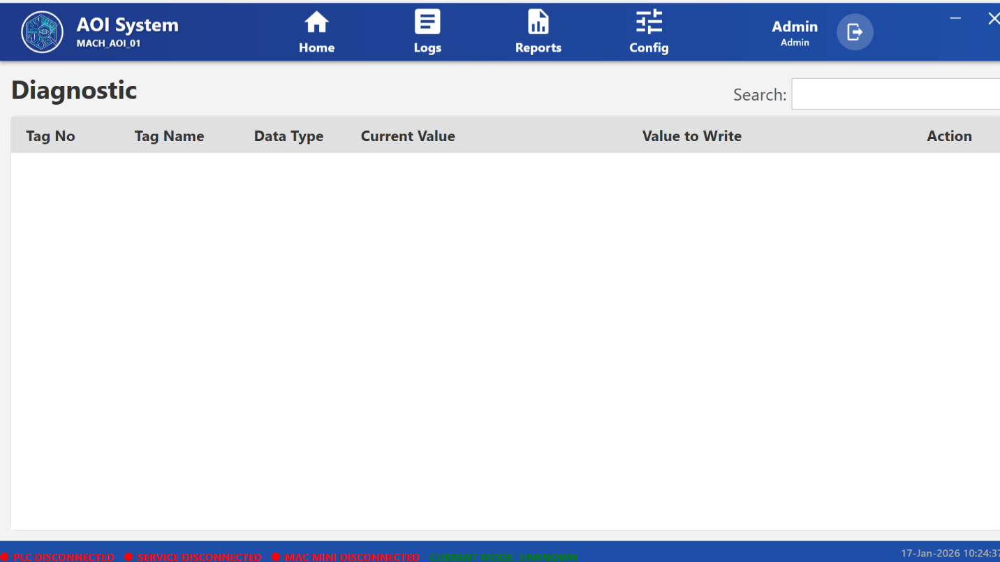 AOI System
MACH_AOI_01
Home
Logs
Reports
Config
Admin
Admin
Diagnostic
Search:
Tag No Tag Name Data Type Current Value Value to Write Action
PLC DISCONNECTED SERVICE DISCONNECTED MAC MINI DISCONNECTED CURRENT MODE: UNKNOWN
17-Jan-2026 10:24:37